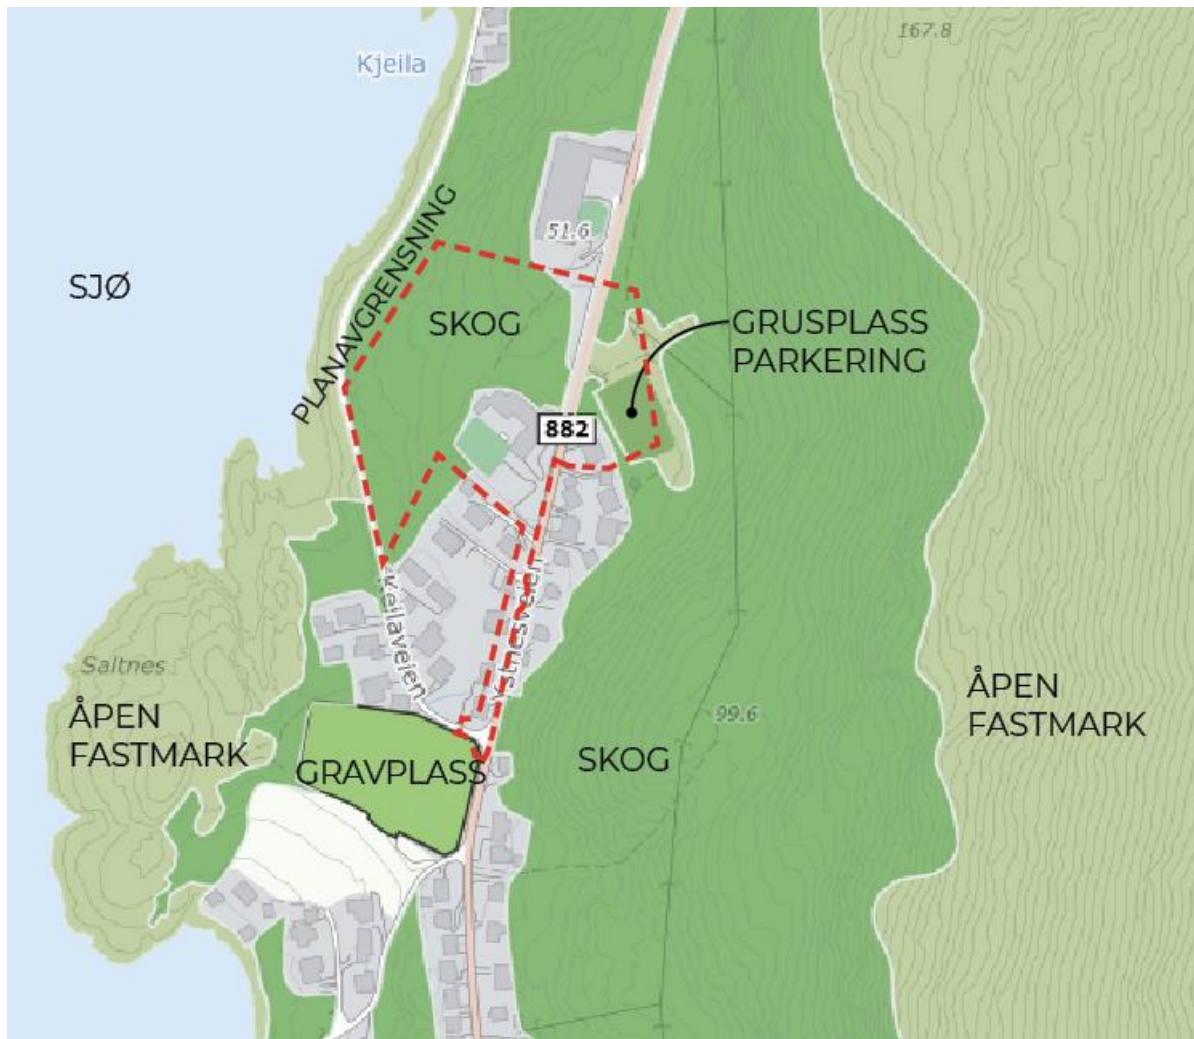 167.8
Kjeila
PLANAVGRENSNING
51.6
SJØ
SKOG
GRUSPLASS
PARKERING
882
Keilaveien
Saltnes
ÅPEN
FASTMARK
ÅPEN
FASTMARK
99.6
GRAVPLASS
SKOG